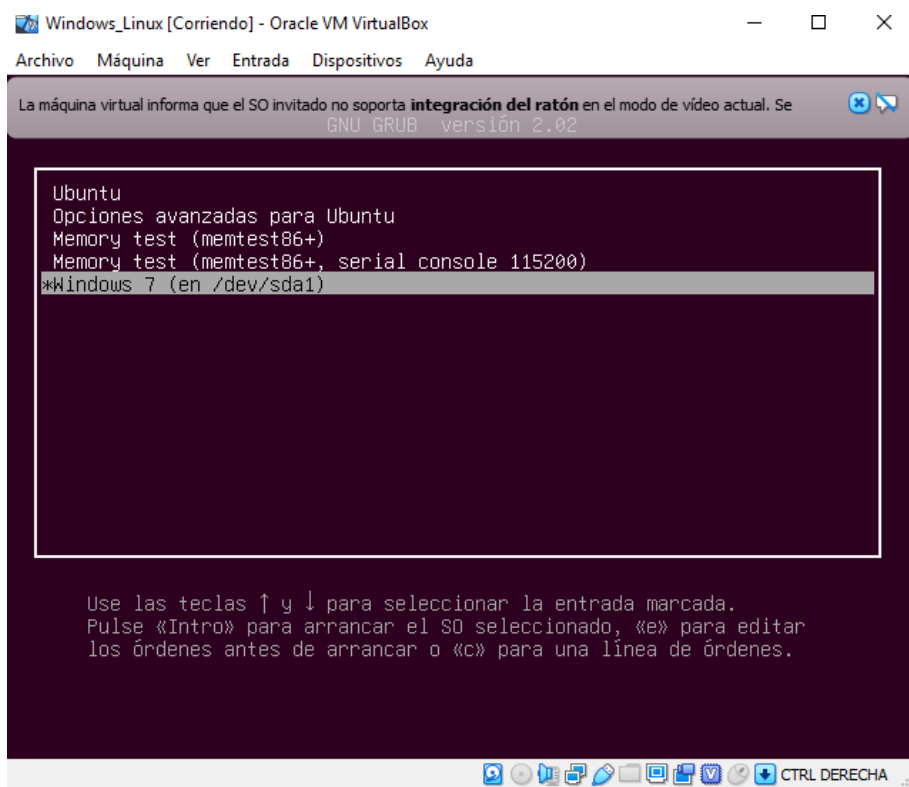 Windows_Linux [Corriendo] - Oracle VM VirtualBox
Archivo Máquina Ver Entrada Dispositivos Ayuda
La máquina virtual informa que el SO invitado no soporta integración del ratón en el modo de vídeo actual. Se
GNU GRUB versión 2.02
Ubuntu
Opciones avanzadas para Ubuntu
Memory test (memtest86+)
Memory test (memtest86+, serial console 115200)
*Windows 7 (en /dev/sda1)
Use las teclas ↑ y ↓ para seleccionar la entrada marcada.
Pulse «Intro» para arrancar el SO seleccionado, «e» para editar
los órdenes antes de arrancar o «c» para una línea de órdenes.
CTRL DERECHA